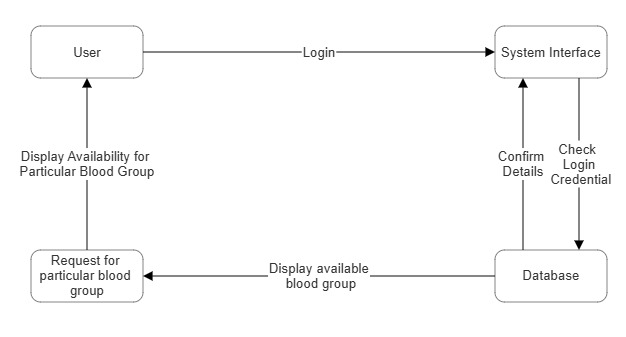 User
Login
System Interface
Display Availability for
Particular Blood Group
Confirm
Details
Check
Login
Credential
Request for
particular blood
group
Display available
blood group
Database